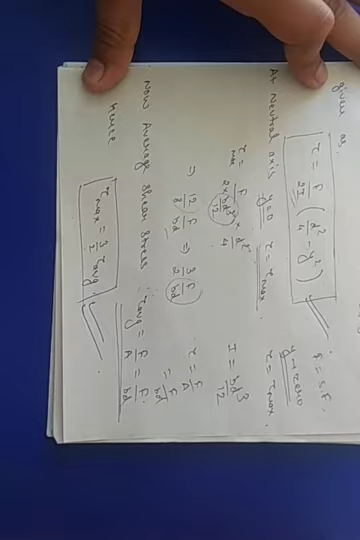 given as.
τ = F/2I (d²/4 - y²) F = S.F.
y → zero
At Neutral axis y = 0 τ = τmax τ = τmax.
τmax = F/(2 × bd³/12) × d²/4 I = bd³/12
⇒ 12/8 F/bd ⇒ 3/2 F/bd τ = F/A
= F/bd
Now Average Shear Stress : τavg = F/A = F/bd.
Hence τmax = 3/2 τavg.